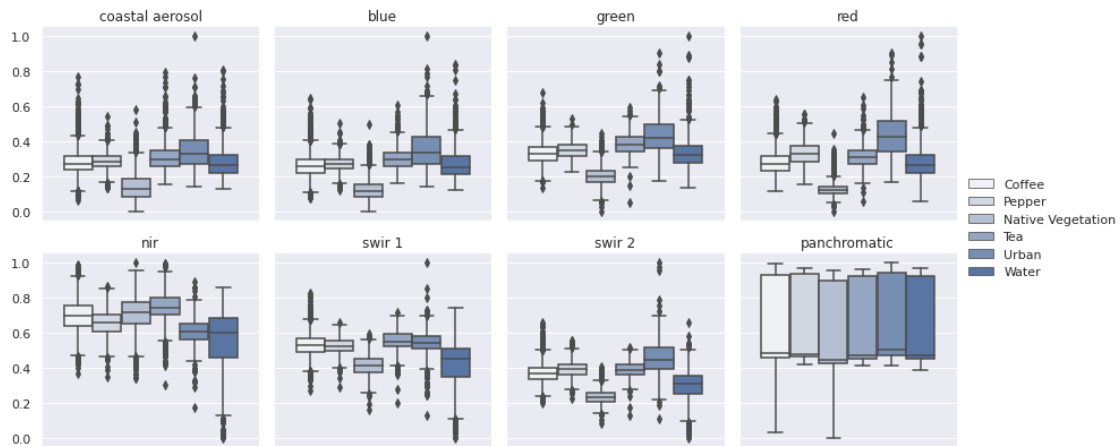 coastal aerosol blue green red
1.0
0.8
0.6
0.4
0.2
0.0
nir swir 1 swir 2 panchromatic
1.0
0.8
0.6
0.4
0.2
0.0
Coffee
Pepper
Native Vegetation
Tea
Urban
Water